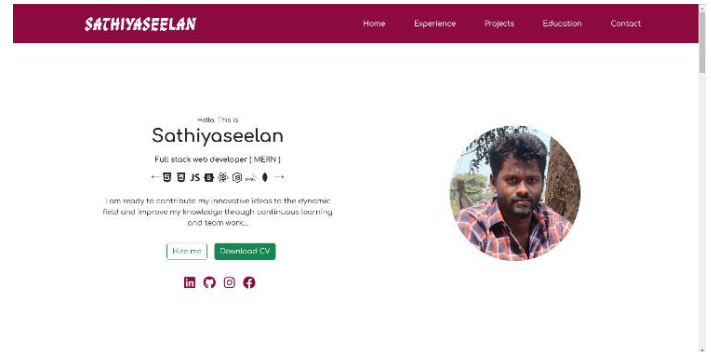 SATHIYASEELAN
Home Experience Projects Education Contact
Hello, This is
Sathiyaseelan
Full stack web developer ( MERN )
JS
I am ready to contribute my innovative ideas to the dynamic
field and improve my knowledge through continuous learning
and team work...
Hire me Download CV